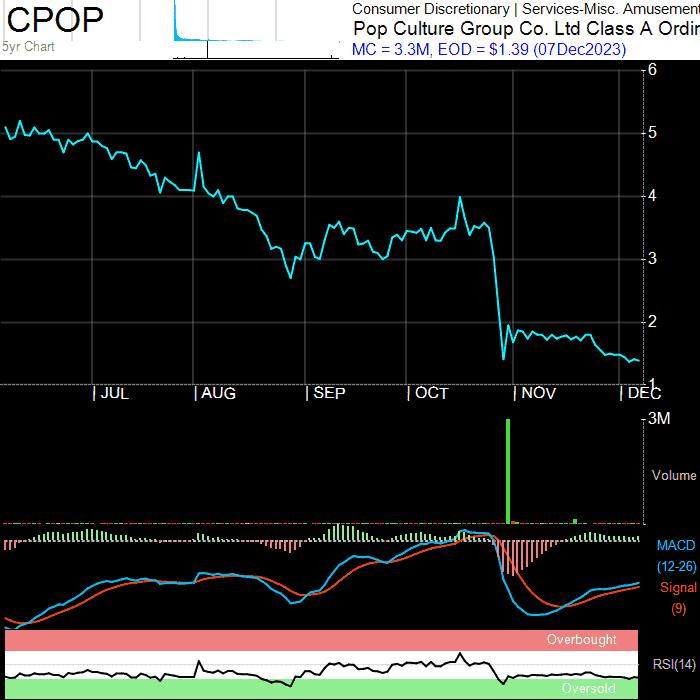 CPOP
5yr Chart
Consumer Discretionary | Services-Misc. Amusement
Pop Culture Group Co. Ltd Class A Ordin
MC = 3.3M, EOD = $1.39 (07Dec2023)
6
5
4
3
2
1
| JUL | AUG | SEP | OCT | NOV | DEC
3M
Volume
MACD
(12-26)
Signal
(9)
Overbought
RSI(14)
Oversold